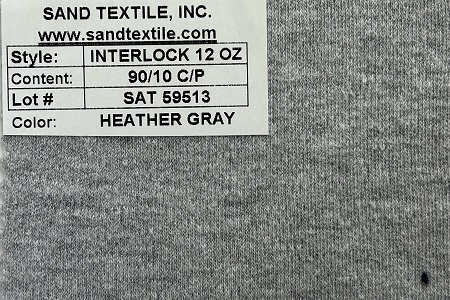 SAND TEXTILE, INC.
www.sandtextile.com
Style: INTERLOCK 12 OZ
Content: 90/10 C/P
Lot # SAT 59513
Color: HEATHER GRAY